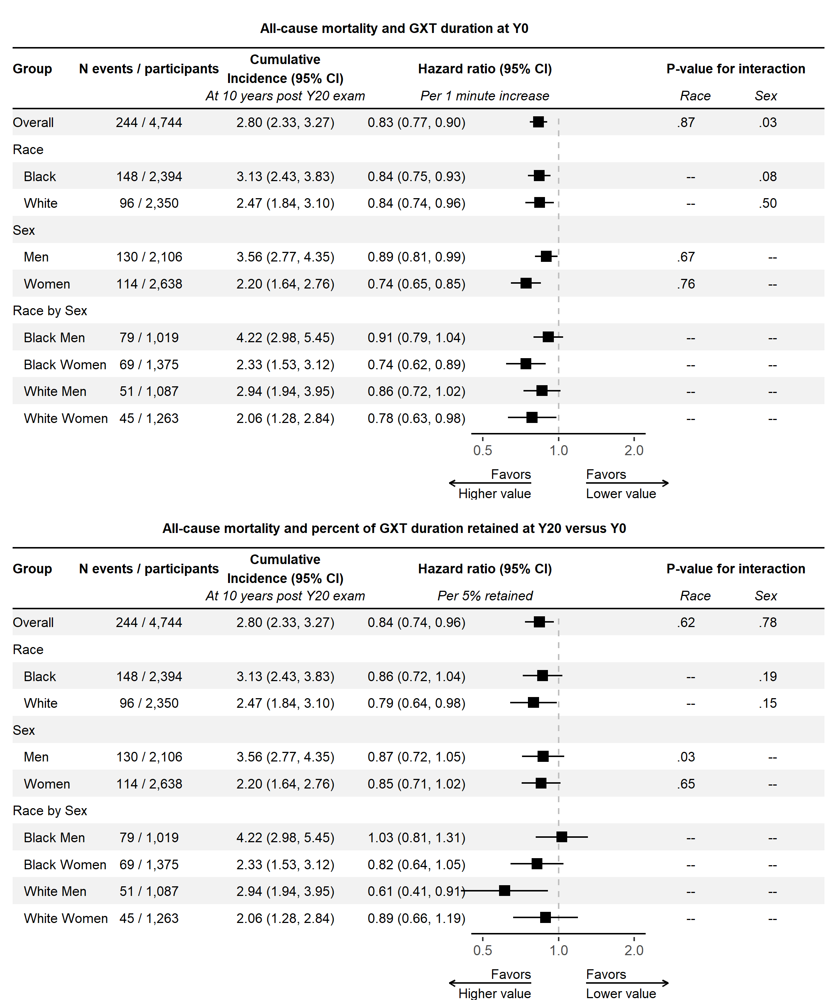 All-cause mortality and GXT duration at Y0
Group N events / participants Cumulative Incidence (95% CI) Hazard ratio (95% CI) P-value for interaction
At 10 years post Y20 exam Per 1 minute increase Race Sex
Overall 244 / 4,744 2.80 (2.33, 3.27) 0.83 (0.77, 0.90) .87 .03
Race
Black 148 / 2,394 3.13 (2.43, 3.83) 0.84 (0.75, 0.93) -- .08
White 96 / 2,350 2.47 (1.84, 3.10) 0.84 (0.74, 0.96) -- .50
Sex
Men 130 / 2,106 3.56 (2.77, 4.35) 0.89 (0.81, 0.99) .67 --
Women 114 / 2,638 2.20 (1.64, 2.76) 0.74 (0.65, 0.85) .76 --
Race by Sex
Black Men 79 / 1,019 4.22 (2.98, 5.45) 0.91 (0.79, 1.04) -- --
Black Women 69 / 1,375 2.33 (1.53, 3.12) 0.74 (0.62, 0.89) -- --
White Men 51 / 1,087 2.94 (1.94, 3.95) 0.86 (0.72, 1.02) -- --
White Women 45 / 1,263 2.06 (1.28, 2.84) 0.78 (0.63, 0.98) -- --
0.5 1.0 2.0
Favors Favors
Higher value Lower value
All-cause mortality and percent of GXT duration retained at Y20 versus Y0
Group N events / participants Cumulative Incidence (95% CI) Hazard ratio (95% CI) P-value for interaction
At 10 years post Y20 exam Per 5% retained Race Sex
Overall 244 / 4,744 2.80 (2.33, 3.27) 0.84 (0.74, 0.96) .62 .78
Race
Black 148 / 2,394 3.13 (2.43, 3.83) 0.86 (0.72, 1.04) -- .19
White 96 / 2,350 2.47 (1.84, 3.10) 0.79 (0.64, 0.98) -- .15
Sex
Men 130 / 2,106 3.56 (2.77, 4.35) 0.87 (0.72, 1.05) .03 --
Women 114 / 2,638 2.20 (1.64, 2.76) 0.85 (0.71, 1.02) .65 --
Race by Sex
Black Men 79 / 1,019 4.22 (2.98, 5.45) 1.03 (0.81, 1.31) -- --
Black Women 69 / 1,375 2.33 (1.53, 3.12) 0.82 (0.64, 1.05) -- --
White Men 51 / 1,087 2.94 (1.94, 3.95) 0.61 (0.41, 0.91) -- --
White Women 45 / 1,263 2.06 (1.28, 2.84) 0.89 (0.66, 1.19) -- --
0.5 1.0 2.0
Favors Favors
Higher value Lower value